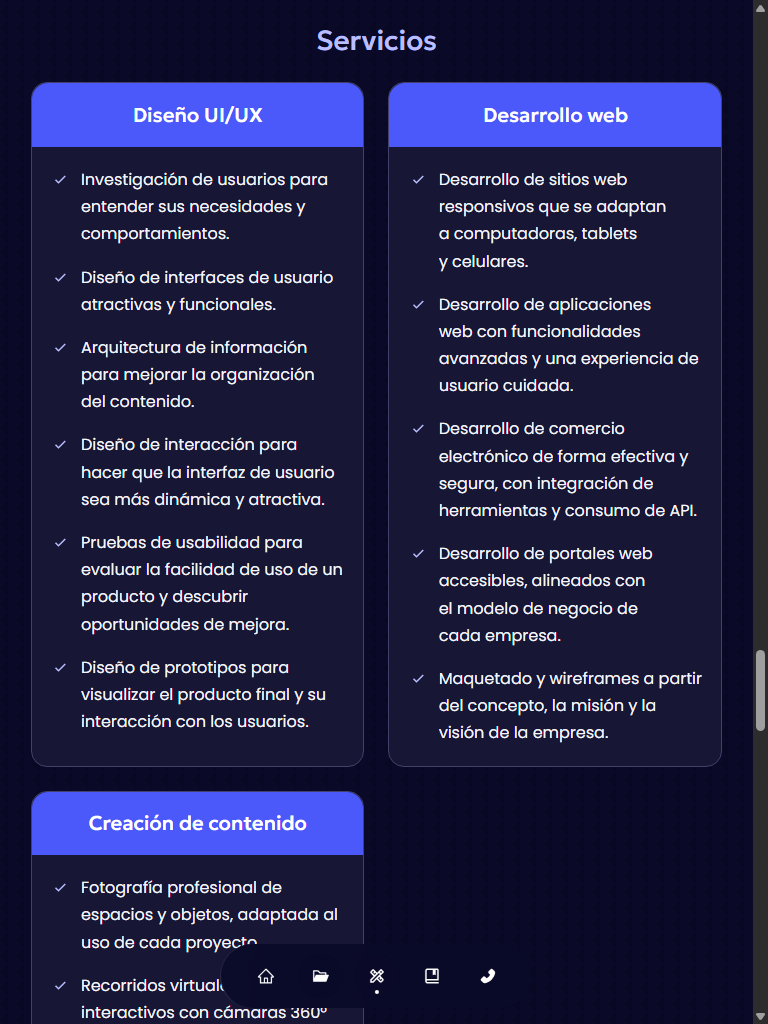 Servicios
Diseño UI/UX
Investigación de usuarios para
entender sus necesidades y
comportamientos.
Diseño de interfaces de usuario
atractivas y funcionales.
Arquitectura de información
para mejorar la organización
del contenido.
Diseño de interacción para
hacer que la interfaz de usuario
sea más dinámica y atractiva.
Pruebas de usabilidad para
evaluar la facilidad de uso de un
producto y descubrir
oportunidades de mejora.
Diseño de prototipos para
visualizar el producto final y su
interacción con los usuarios.
Desarrollo web
Desarrollo de sitios web
responsivos que se adaptan
a computadoras, tablets
y celulares.
Desarrollo de aplicaciones
web con funcionalidades
avanzadas y una experiencia de
usuario cuidada.
Desarrollo de comercio
electrónico de forma efectiva y
segura, con integración de
herramientas y consumo de API.
Desarrollo de portales web
accesibles, alineados con
el modelo de negocio de
cada empresa.
Maquetado y wireframes a partir
del concepto, la misión y la
visión de la empresa.
Creación de contenido
Fotografía profesional de
espacios y objetos, adaptada al
uso de cada proyecto
Recorridos
interactivos con cámaras 360°